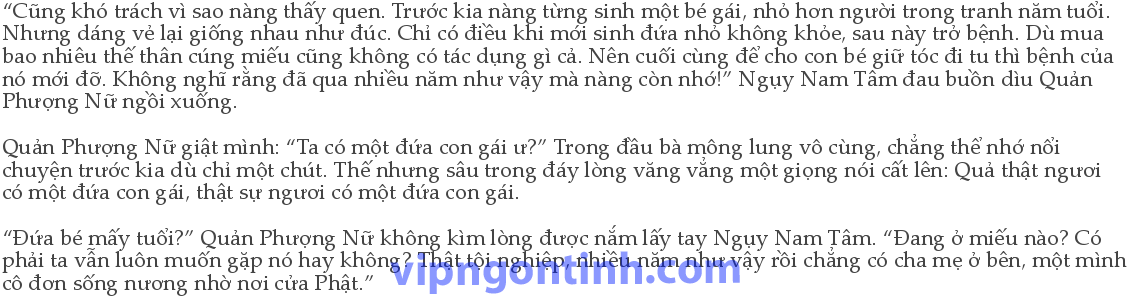 “Cũng khó trách vì sao nàng thấy quen. Trước kia nàng từng sinh một bé gái, nhỏ hơn người trong tranh năm tuổi.
Nhưng dáng vẻ lại giống nhau như đúc. Chỉ có điều khi mới sinh đứa nhỏ không khỏe, sau này trở bệnh. Dù mua
bao nhiêu thế thân cúng miếu cũng không có tác dụng gì cả. Nên cuối cùng để cho con bé giữ tóc đi tu thì bệnh của
nó mới đỡ. Không nghĩ rằng đã qua nhiều năm như vậy mà nàng còn nhớ!” Ngụy Nam Tâm đau buồn dìu Quản
Phượng Nữ ngồi xuống.
Quản Phượng Nữ giật mình: “Ta có một đứa con gái ư?” Trong đầu bà mông lung vô cùng, chẳng thể nhớ nổi
chuyện trước kia dù chỉ một chút. Thế nhưng sâu trong đáy lòng văng vẳng một giọng nói cất lên: Quả thật ngươi
có một đứa con gái, thật sự ngươi có một đứa con gái.
“Đứa bé mấy tuổi?” Quản Phượng Nữ không kìm lòng được nắm lấy tay Ngụy Nam Tâm. “Đang ở miếu nào? Có
phải ta vẫn luôn muốn gặp nó hay không? Thật tội nghiệp, nhiều năm như vậy rồi chẳng có cha mẹ ở bên, một mình
cô đơn sống nương nhờ nơi cửa Phật.”
vipngontinh.com